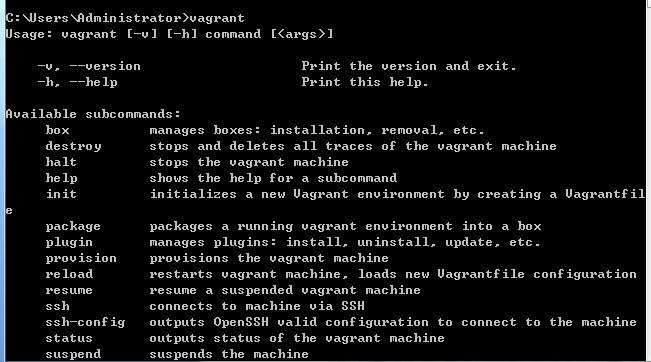 C:\Users\Administrator>vagrant
Usage: vagrant [-v] [-h] command [<args>]
-v, --version                    Print the version and exit.
-h, --help                       Print this help.
Available subcommands:
box          manages boxes: installation, removal, etc.
destroy      stops and deletes all traces of the vagrant machine
halt         stops the vagrant machine
help         shows the help for a subcommand
init         initializes a new Vagrant environment by creating a Vagrantfil
e
package      packages a running vagrant environment into a box
plugin       manages plugins: install, uninstall, update, etc.
provision    provisions the vagrant machine
reload       restarts vagrant machine, loads new Vagrantfile configuration
resume       resume a suspended vagrant machine
ssh          connects to machine via SSH
ssh-config   outputs OpenSSH valid configuration to connect to the machine
status       outputs status of the vagrant machine
suspend      suspends the machine